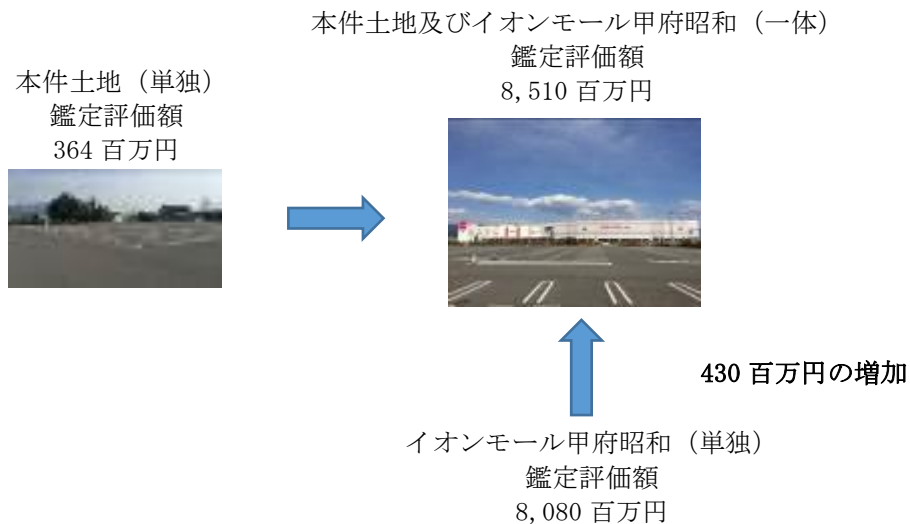 本件土地及びイオンモール甲府昭和（一体）
鑑定評価額
8,510 百万円
本件土地（単独）
鑑定評価額
364 百万円
430 百万円の増加
イオンモール甲府昭和（単独）
鑑定評価額
8,080 百万円